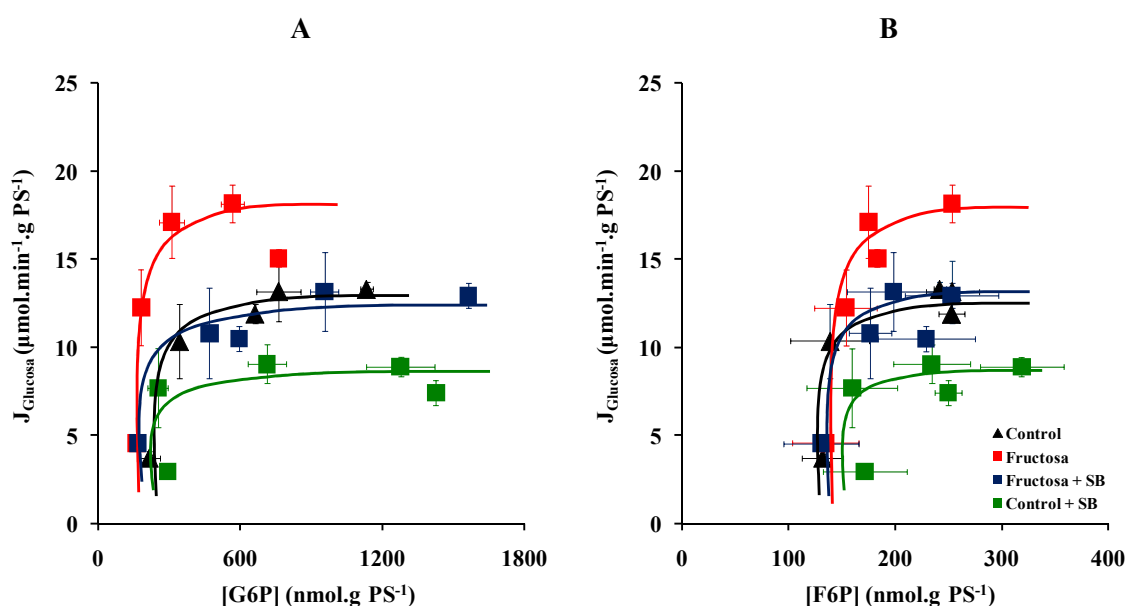 A
B
25
20
15
10
5
0
J Glucosa (µmol.min-1.g PS-1)
0 600 1200 1800
[G6P] (nmol.g PS-1)
25
20
15
10
5
0
J Glucosa (µmol.min-1.g PS-1)
0 100 200 300 400
[F6P] (nmol.g PS-1)
Control
Fructosa
Fructosa + SB
Control + SB